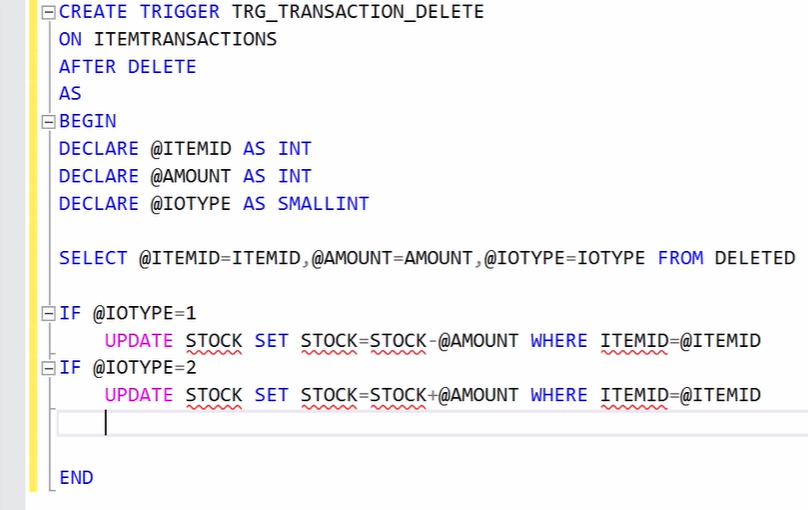 CREATE TRIGGER TRG_TRANSACTION_DELETE
ON ITEMTRANSACTIONS
AFTER DELETE
AS
BEGIN
DECLARE @ITEMID AS INT
DECLARE @AMOUNT AS INT
DECLARE @IOTYPE AS SMALLINT
SELECT @ITEMID=ITEMID,@AMOUNT=AMOUNT,@IOTYPE=IOTYPE FROM DELETED
IF @IOTYPE=1
UPDATE STOCK SET STOCK=STOCK-@AMOUNT WHERE ITEMID=@ITEMID
IF @IOTYPE=2
UPDATE STOCK SET STOCK=STOCK+@AMOUNT WHERE ITEMID=@ITEMID
END